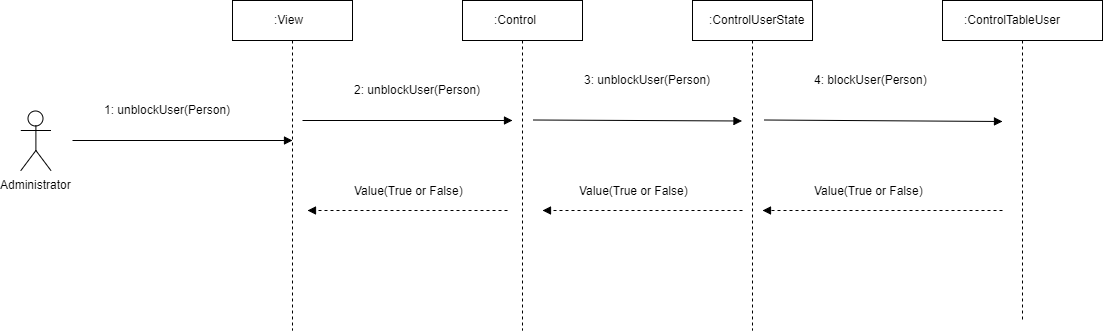 :View
:Control
:ControlUserState
:ControlTableUser
1: unblockUser(Person)
2: unblockUser(Person)
3: unblockUser(Person)
4: blockUser(Person)
Administrator
Value(True or False)
Value(True or False)
Value(True or False)